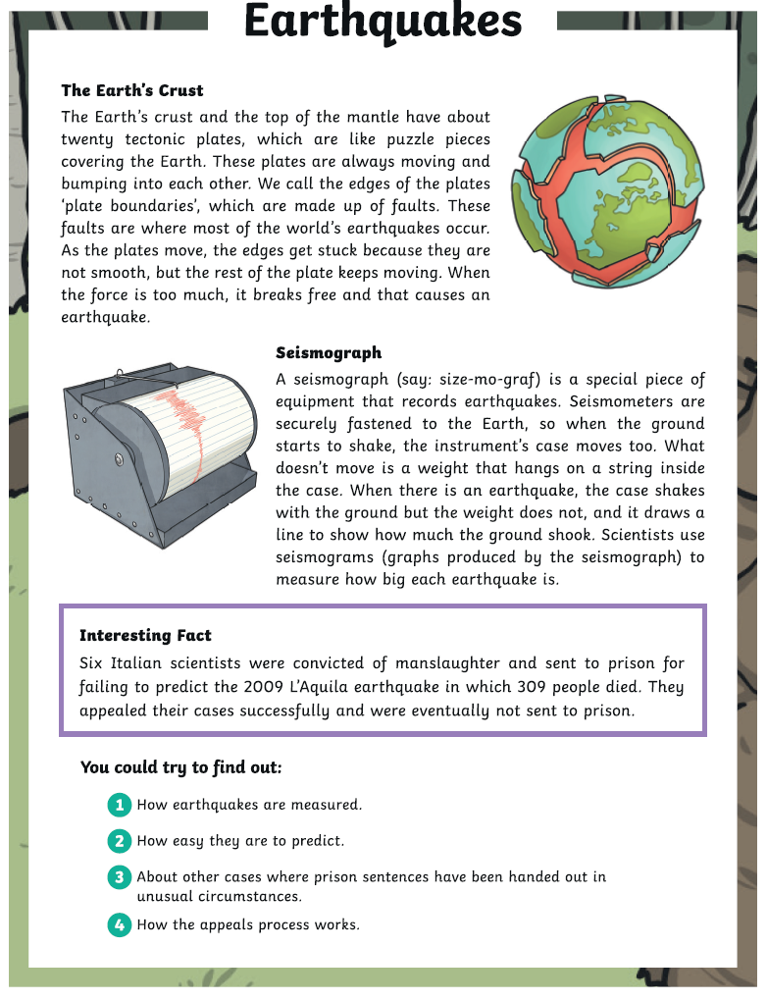 Earthquakes
The Earth's Crust
The Earth's crust and the top of the mantle have about
twenty tectonic plates, which are like puzzle pieces
covering the Earth. These plates are always moving and
bumping into each other. We call the edges of the plates
'plate boundaries', which are made up of faults. These
faults are where most of the world's earthquakes occur.
As the plates move, the edges get stuck because they are
not smooth, but the rest of the plate keeps moving. When
the force is too much, it breaks free and that causes an
earthquake.
Seismograph
A seismograph (say: size-mo-graf) is a special piece of
equipment that records earthquakes. Seismometers are
securely fastened to the Earth, so when the ground
starts to shake, the instrument's case moves too. What
doesn't move is a weight that hangs on a string inside
the case. When there is an earthquake, the case shakes
with the ground but the weight does not, and it draws a
line to show how much the ground shook. Scientists use
seismograms (graphs produced by the seismograph) to
measure how big each earthquake is.
Interesting Fact
Six Italian scientists were convicted of manslaughter and sent to prison for
failing to predict the 2009 L'Aquila earthquake in which 309 people died. They
appealed their cases successfully and were eventually not sent to prison.
You could try to find out:
1 How earthquakes are measured.
2 How easy they are to predict.
3 About other cases where prison sentences have been handed out in
unusual circumstances.
4 How the appeals process works.